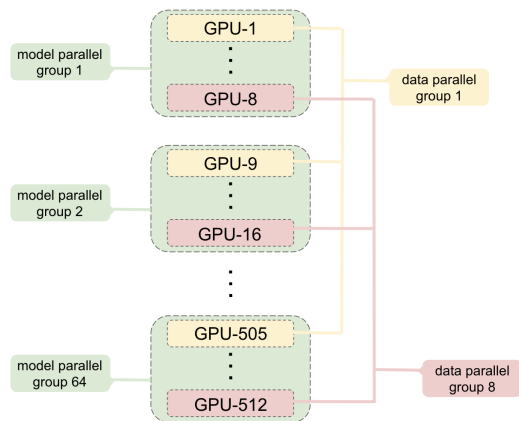 GPU-1
model parallel
group 1
GPU-8
data parallel
group 1
GPU-9
model parallel
group 2
GPU-16
GPU-505
model parallel
group 64
GPU-512
data parallel
group 8